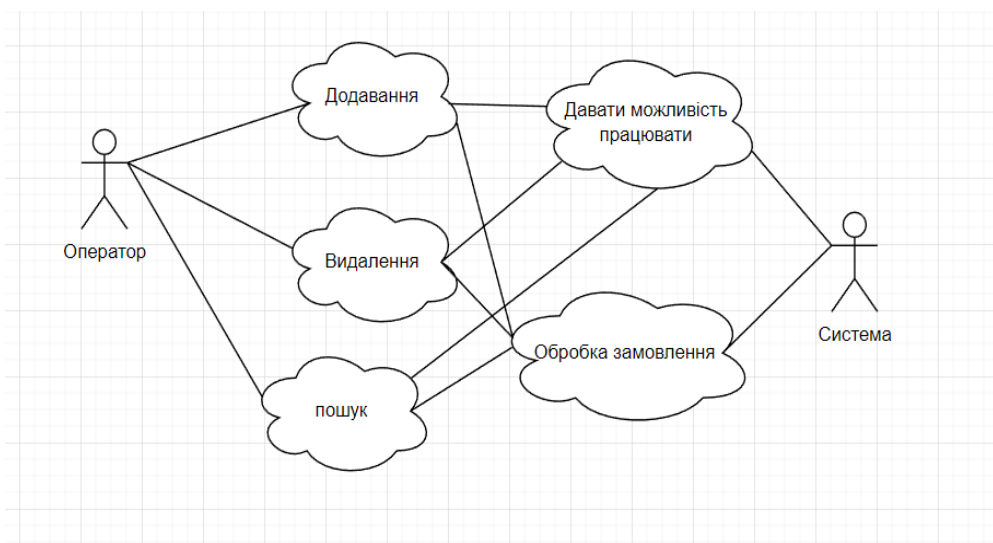 Додавання
Давати можливість
працювати
Оператор
Видалення
Система
Обробка замовлення
пошук